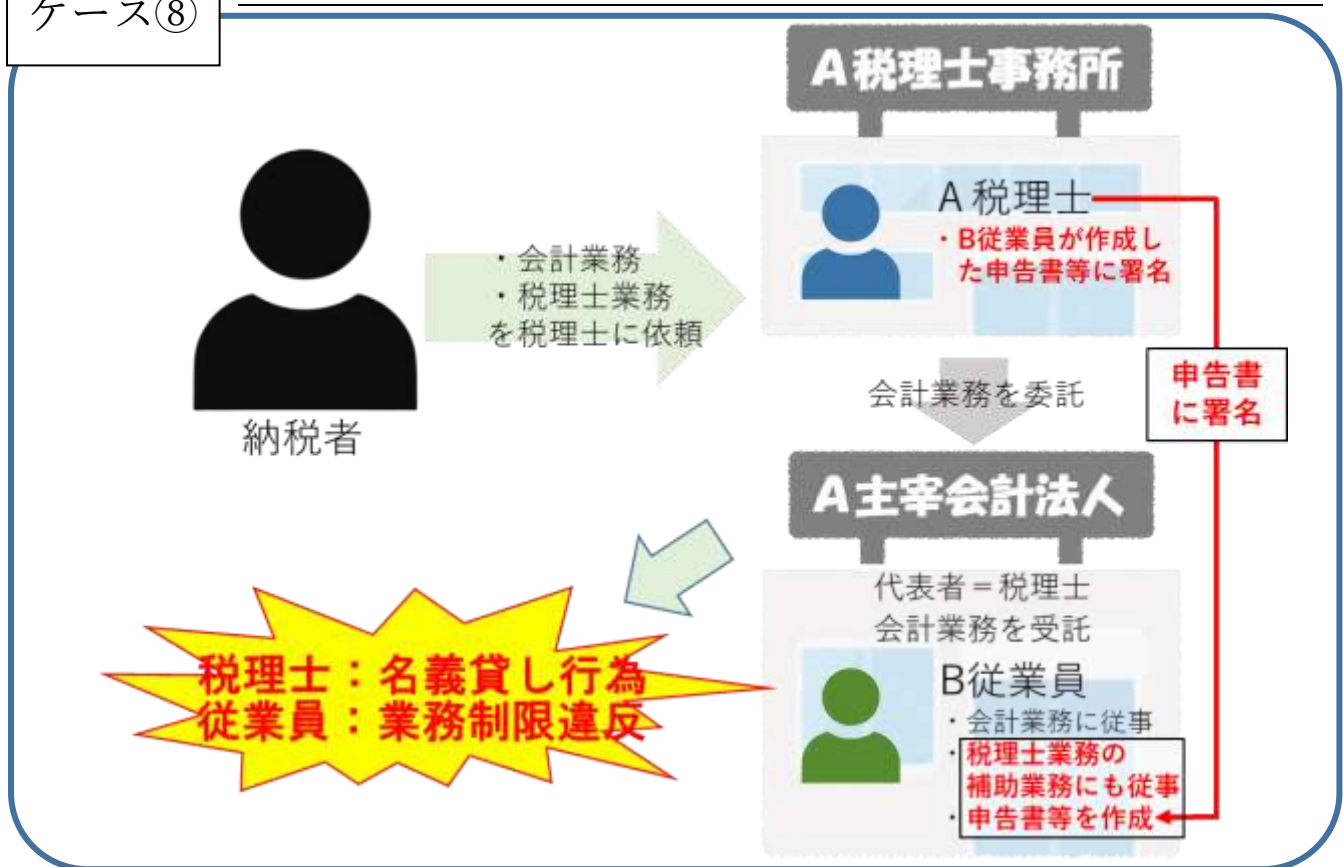 ケース⑧
A税理士事務所
A税理士
・B従業員が作成し
た申告書等に署名
・会計業務
・税理士業務
を税理士に依頼
納税者
申告書
に署名
会計業務を委託
A主宰会計法人
代表者＝税理士
会計業務を受託
B従業員
・会計業務に従事
・税理士業務の
補助業務にも従事
・申告書等を作成
税理士：名義貸し行為
従業員：業務制限違反